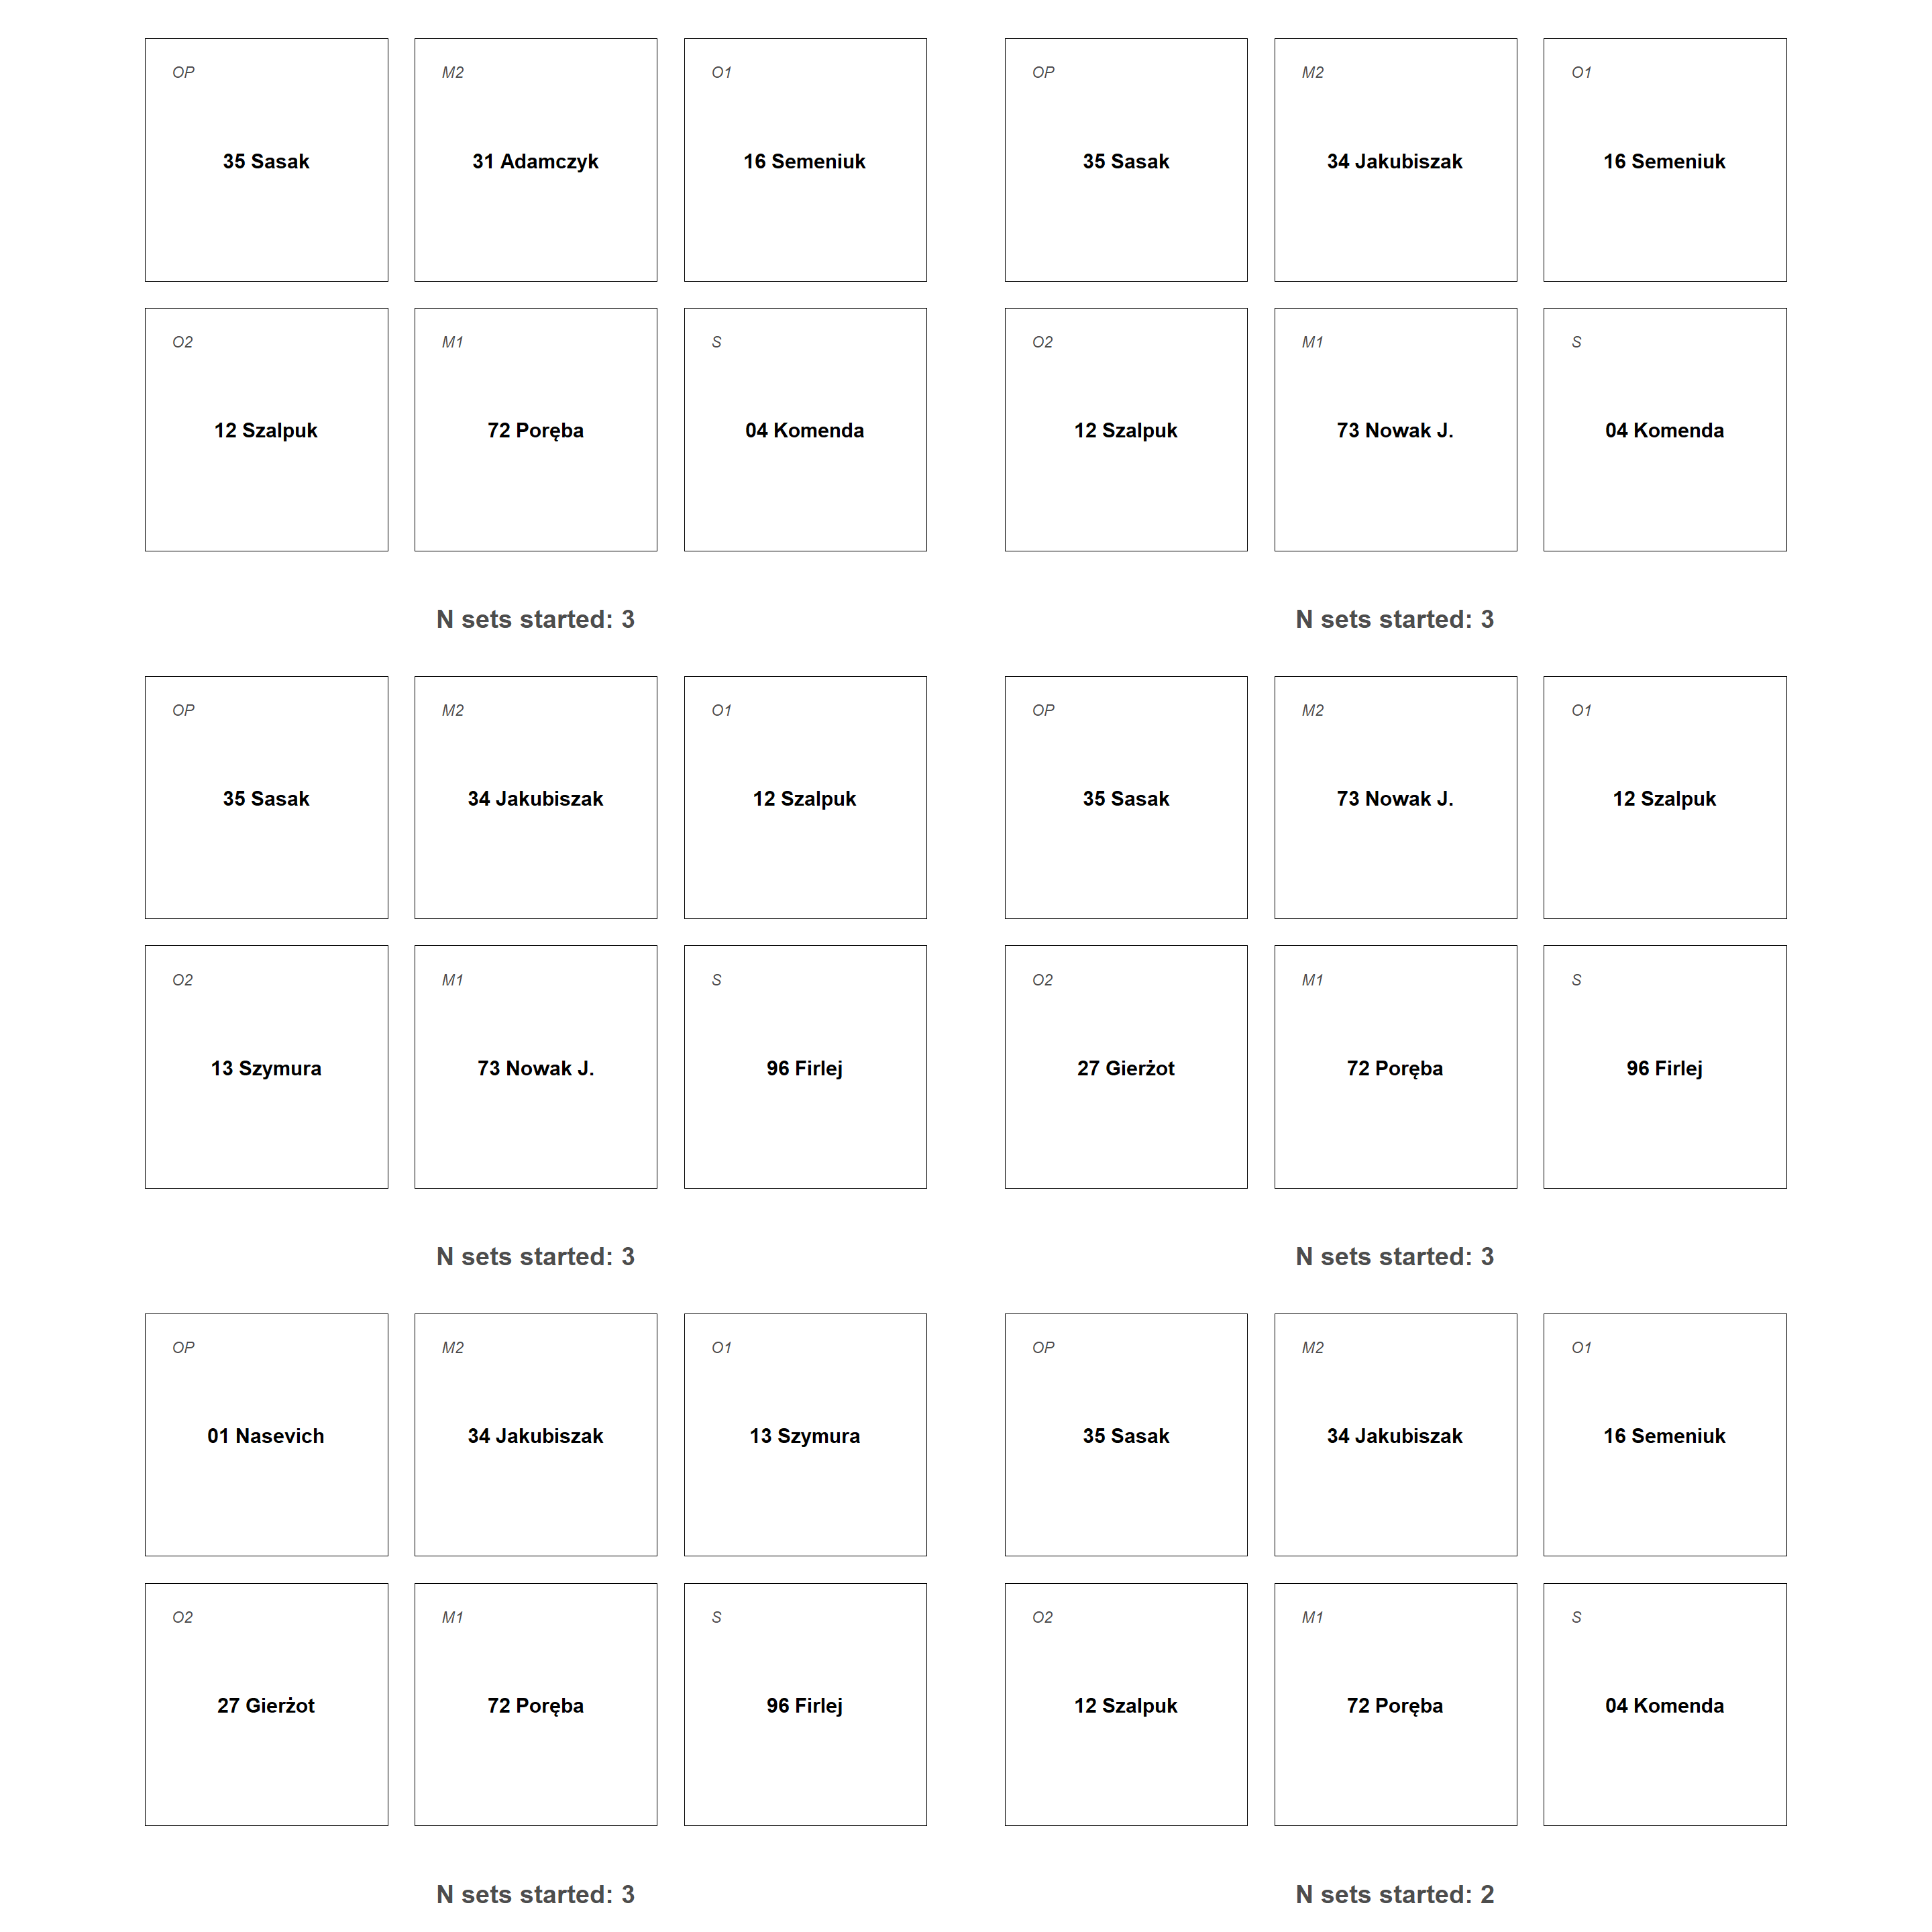 OP M2 O1
35 Sasak 31 Adamczyk 16 Semeniuk
O2 M1 S
12 Szalpuk 72 Poręba 04 Komenda
N sets started: 3
OP M2 O1
35 Sasak 34 Jakubiszak 16 Semeniuk
O2 M1 S
12 Szalpuk 73 Nowak J. 04 Komenda
N sets started: 3
OP M2 O1
35 Sasak 34 Jakubiszak 12 Szalpuk
O2 M1 S
13 Szymura 73 Nowak J. 96 Firlej
N sets started: 3
OP M2 O1
35 Sasak 73 Nowak J. 12 Szalpuk
O2 M1 S
27 Gierżot 72 Poręba 96 Firlej
N sets started: 3
OP M2 O1
01 Nasevich 34 Jakubiszak 13 Szymura
O2 M1 S
27 Gierżot 72 Poręba 96 Firlej
N sets started: 3
OP M2 O1
35 Sasak 34 Jakubiszak 16 Semeniuk
O2 M1 S
12 Szalpuk 72 Poręba 04 Komenda
N sets started: 2